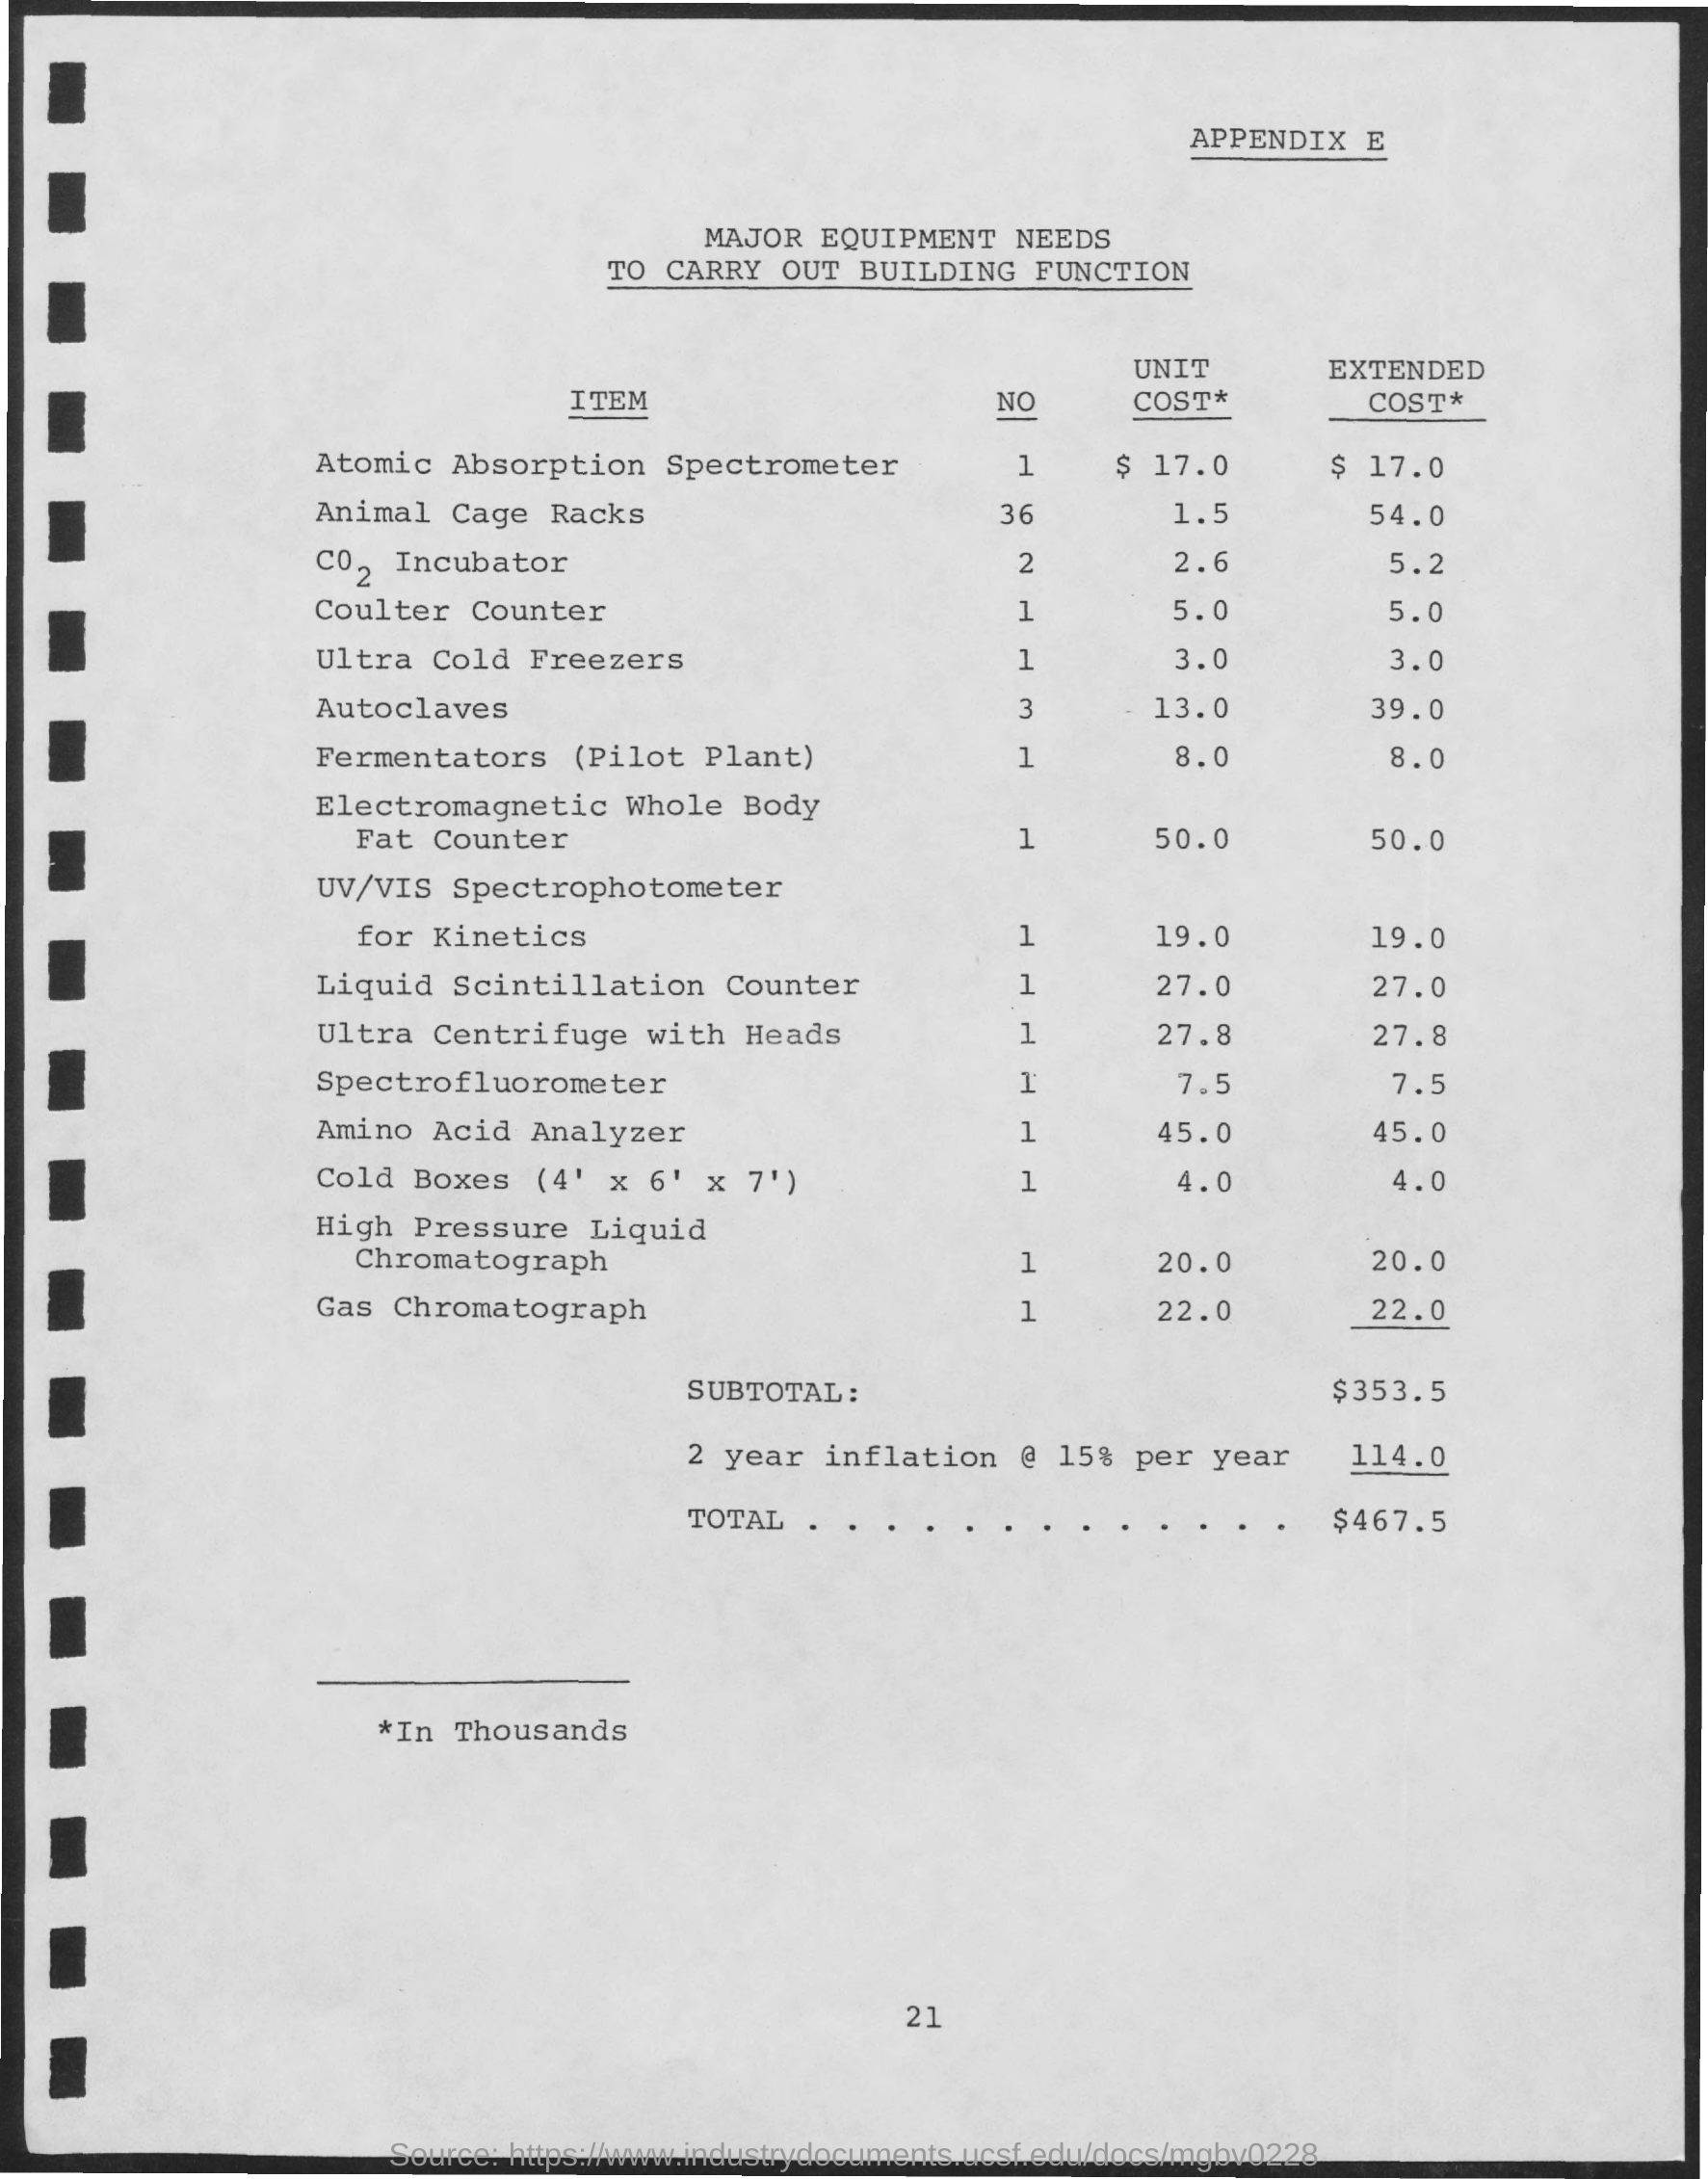 APPENDIX E
MAJOR EQUIPMENT NEEDS
TO CARRY OUT BUILDING FUNCTION
UNIT EXTENDED
ITEM NO COST* COST*
Atomic Absorption Spectrometer 1 $ 17.0 $ 17.0
Animal Cage Racks 36 1.5 54.0
C02 Incubator 2 2.6 5.2
Coulter Counter 1 5.0 5.0
Ultra Cold Freezers 1 3.0 3.0
Autoclaves 3 13.0 39.0
Fermentators (Pilot Plant) 1 8.0 8.0
Electromagnetic Whole Body
Fat Counter 1 50.0 50.0
UV/VIS Spectrophotometer
for Kinetics 1 19.0 19.0
Liquid Scintillation Counter 1 27.0 27.0
Ultra Centrifuge with Heads 1 27.8 27.8
Spectrofluorometer 1 7.5 7.5
Amino Acid Analyzer 1 45.0 45.0
Cold Boxes (4' x 6' x 7') 1 4.0 4.0
High Pressure Liquid
Chromatograph 1 20.0 20.0
Gas Chromatograph 1 22.0 22.0
SUBTOTAL: $353.5
2 year inflation @ 15% per year 114.0
TOTAL . . . . . . . . . . . . . $467.5
*In Thousands
21
Source: https://www.industrydocuments.ucsf.edu/docs/mgbv0228